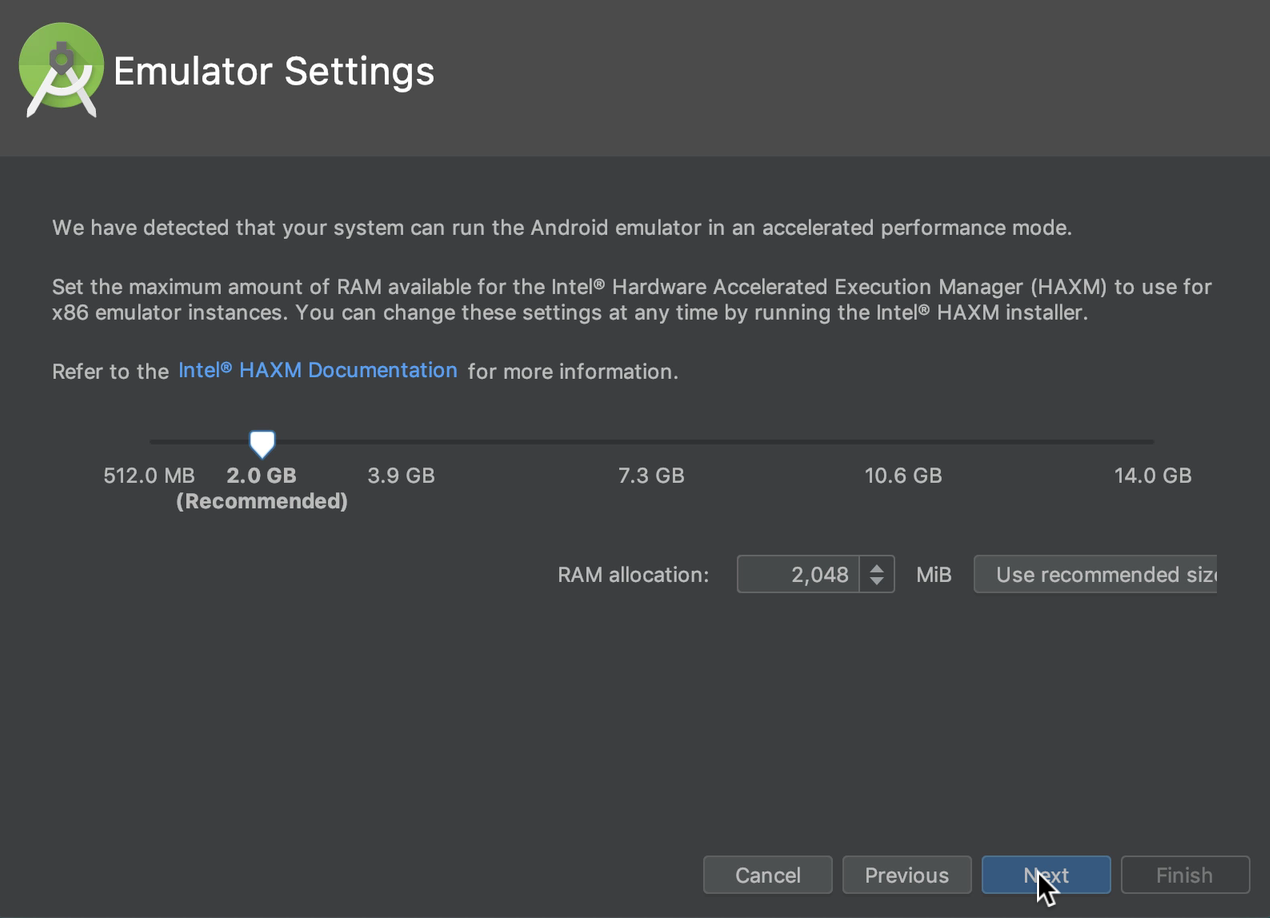 Emulator Settings
We have detected that your system can run the Android emulator in an accelerated performance mode.
Set the maximum amount of RAM available for the Intel® Hardware Accelerated Execution Manager (HAXM) to use for
x86 emulator instances. You can change these settings at any time by running the Intel® HAXM installer.
Refer to the Intel® HAXM Documentation for more information.
512.0 MB 2.0 GB 3.9 GB 7.3 GB 10.6 GB 14.0 GB
(Recommended)
RAM allocation: 2,048 MiB Use recommended size
Cancel Previous Next Finish